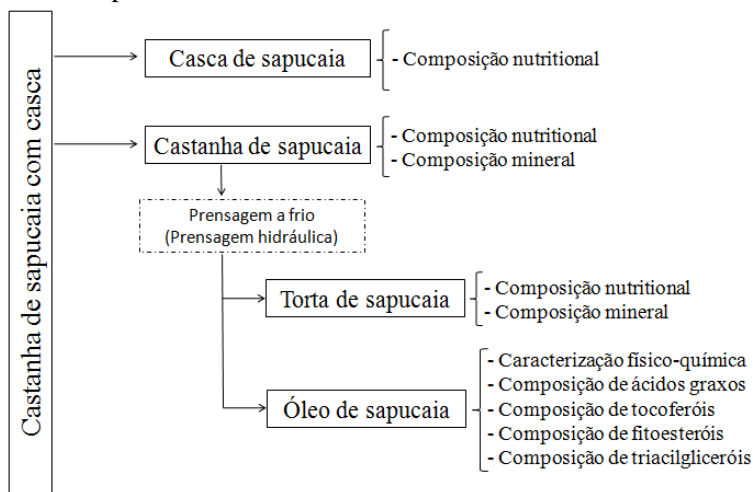 Castanha de sapucaia com casca
Casca de sapucaia
- Composição nutritional
Castanha de sapucaia
- Composição nutritional
- Composição mineral
Prensagem a frio
(Prensagem hidráulica)
Torta de sapucaia
- Composição nutritional
- Composição mineral
Óleo de sapucaia
- Caracterização físico-química
- Composição de ácidos graxos
- Composição de tocoferóis
- Composição de fitoesteróis
- Composição de triacilgliceróis